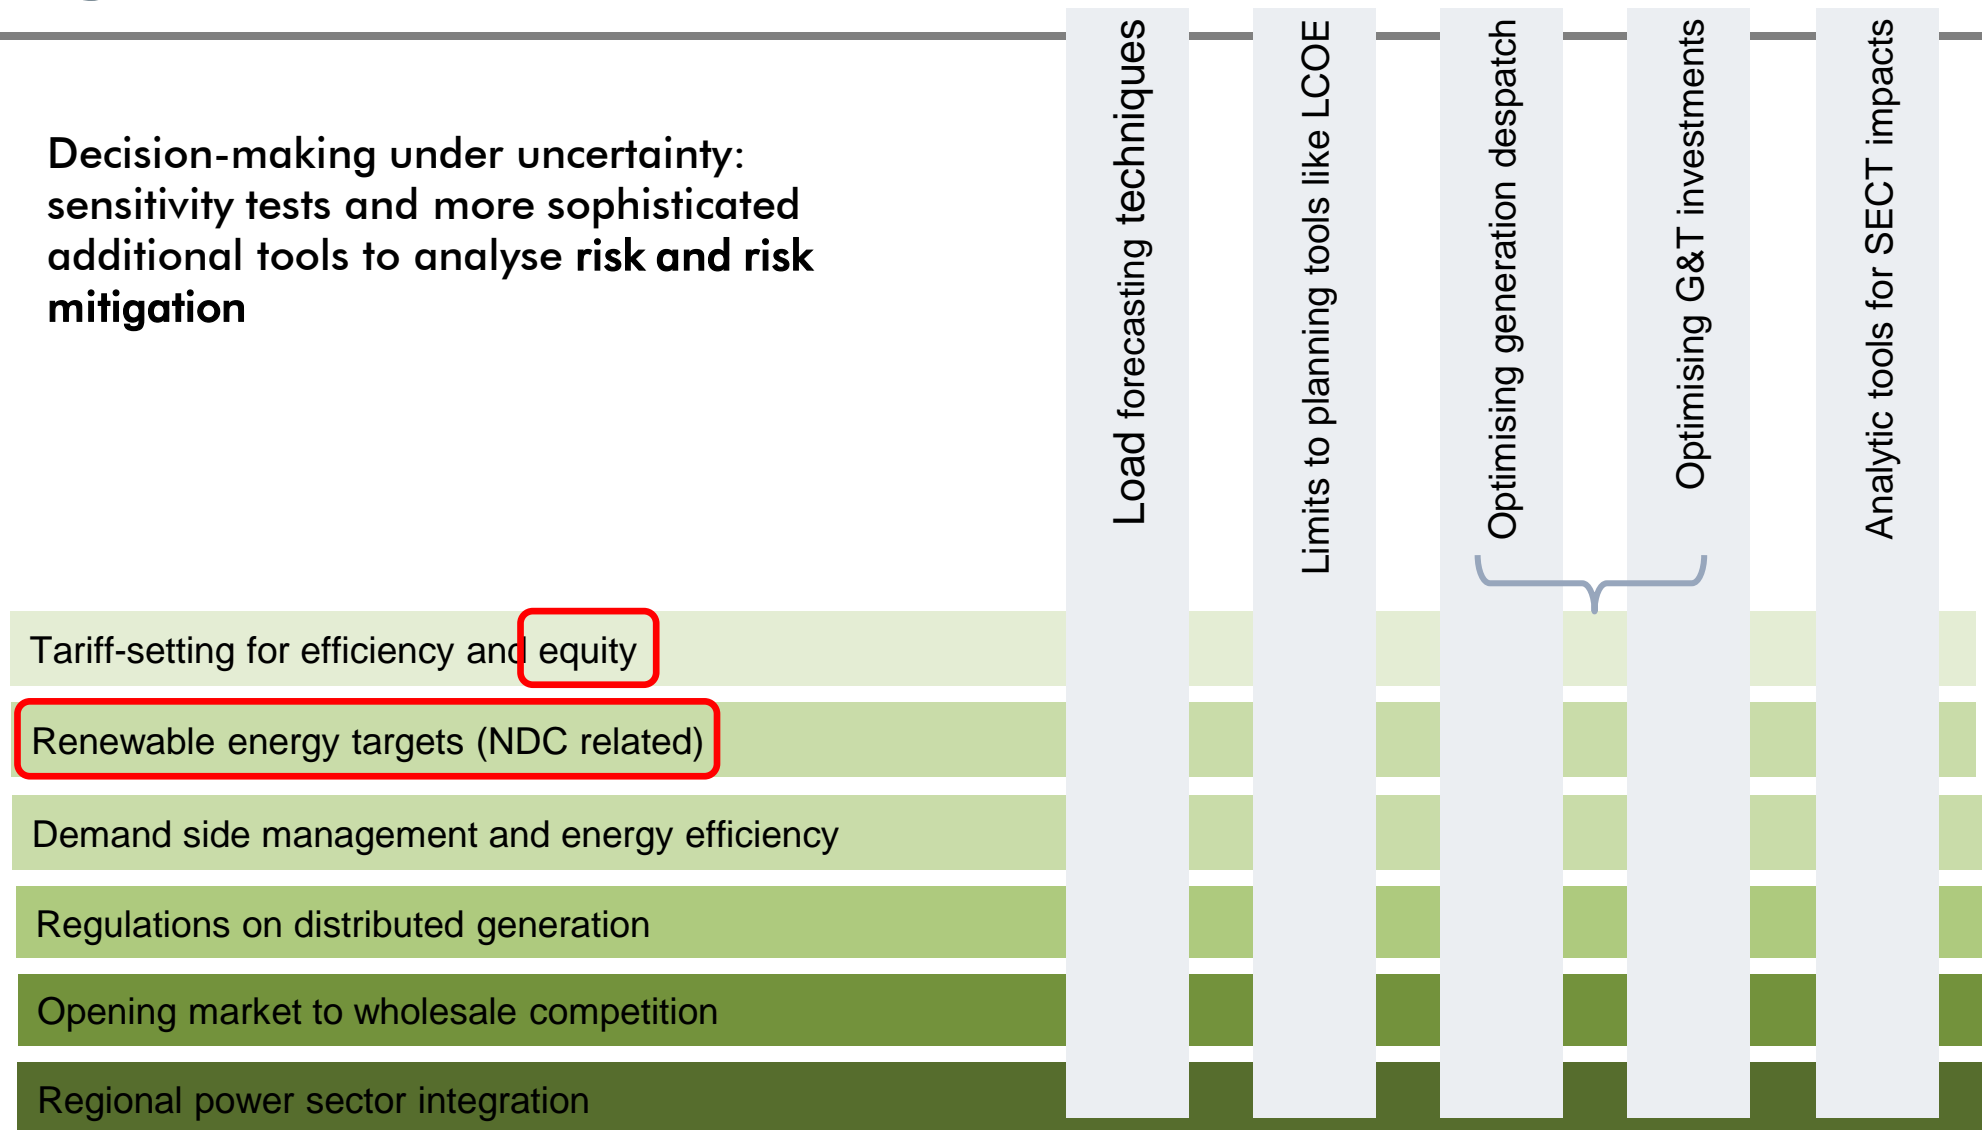 Decision-making under uncertainty:
sensitivity tests and more sophisticated
additional tools to analyse risk and risk
mitigation
Load forecasting techniques
Limits to planning tools like LCOE
Optimising generation despatch
Optimising G&T investments
Analytic tools for SECT impacts
Tariff-setting for efficiency and equity
Renewable energy targets (NDC related)
Demand side management and energy efficiency
Regulations on distributed generation
Opening market to wholesale competition
Regional power sector integration